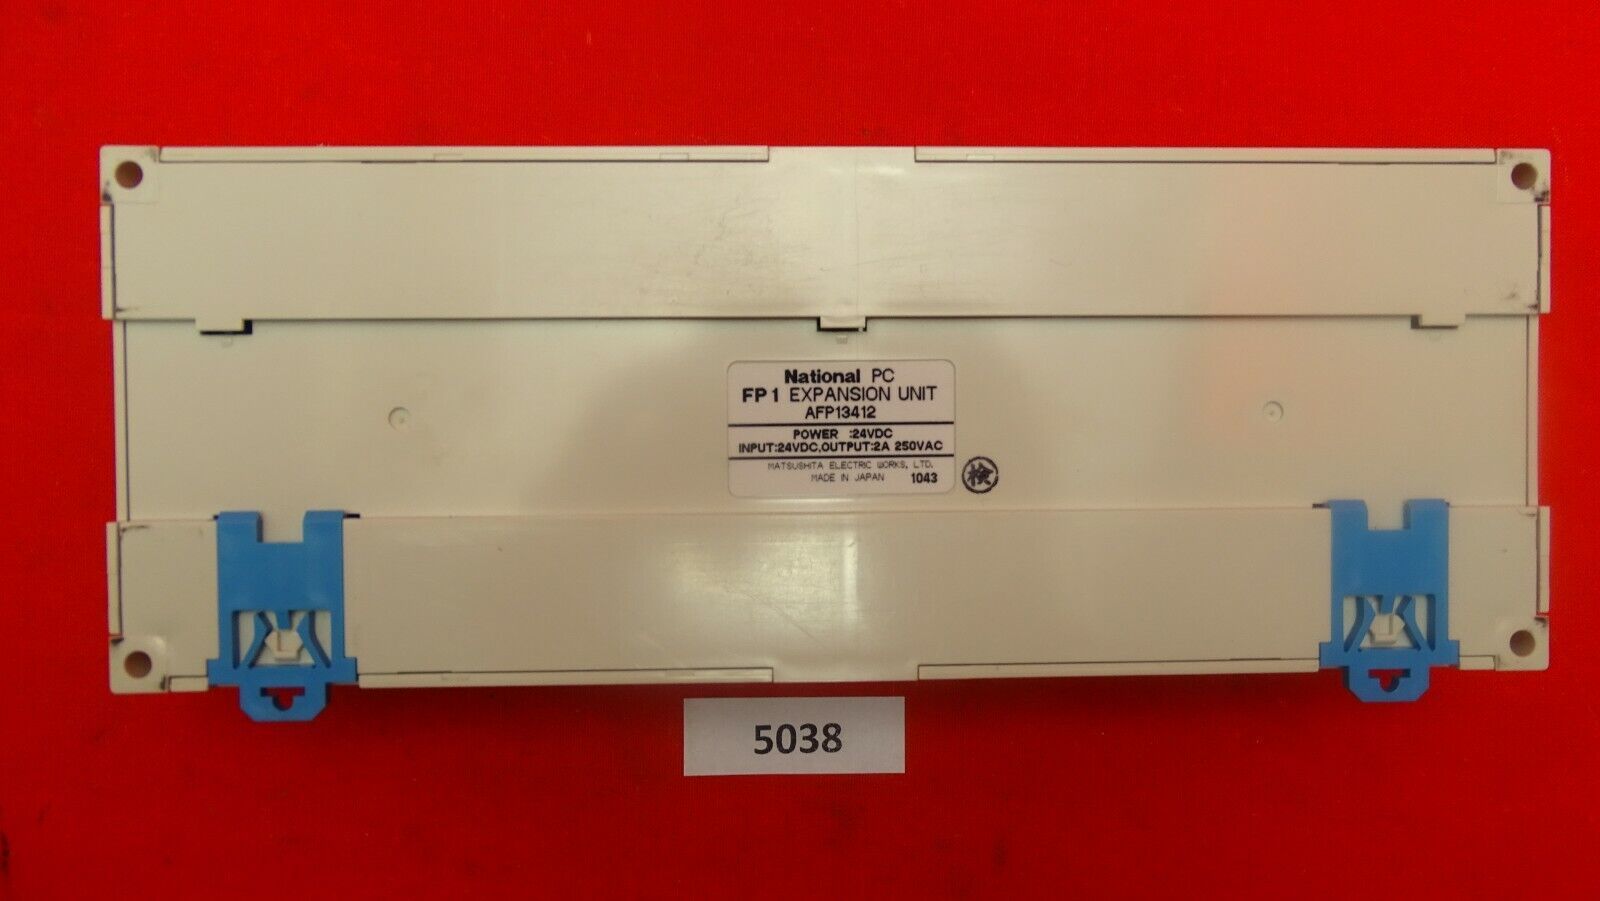 National PC
FP1 EXPANSION UNIT
AFP13412
POWER :24VDC
INPUT:24VDC,OUTPUT:2A 250VAC
MATSUSHITA ELECTRIC WORKS, LTD.
MADE IN JAPAN 1043
検
5038